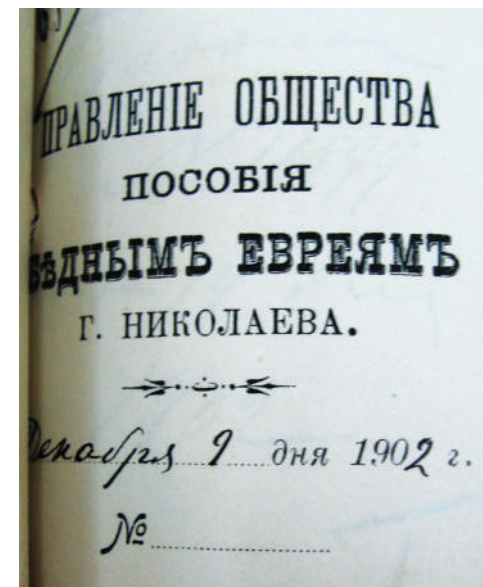 ПРАВЛЕНІЕ ОБЩЕСТВА
ПОСОБІЯ
БѢДНЫМЪ ЕВРЕЯМЪ
Г. НИКОЛАЕВА.
Декабря 9 дня 1902 г.
№